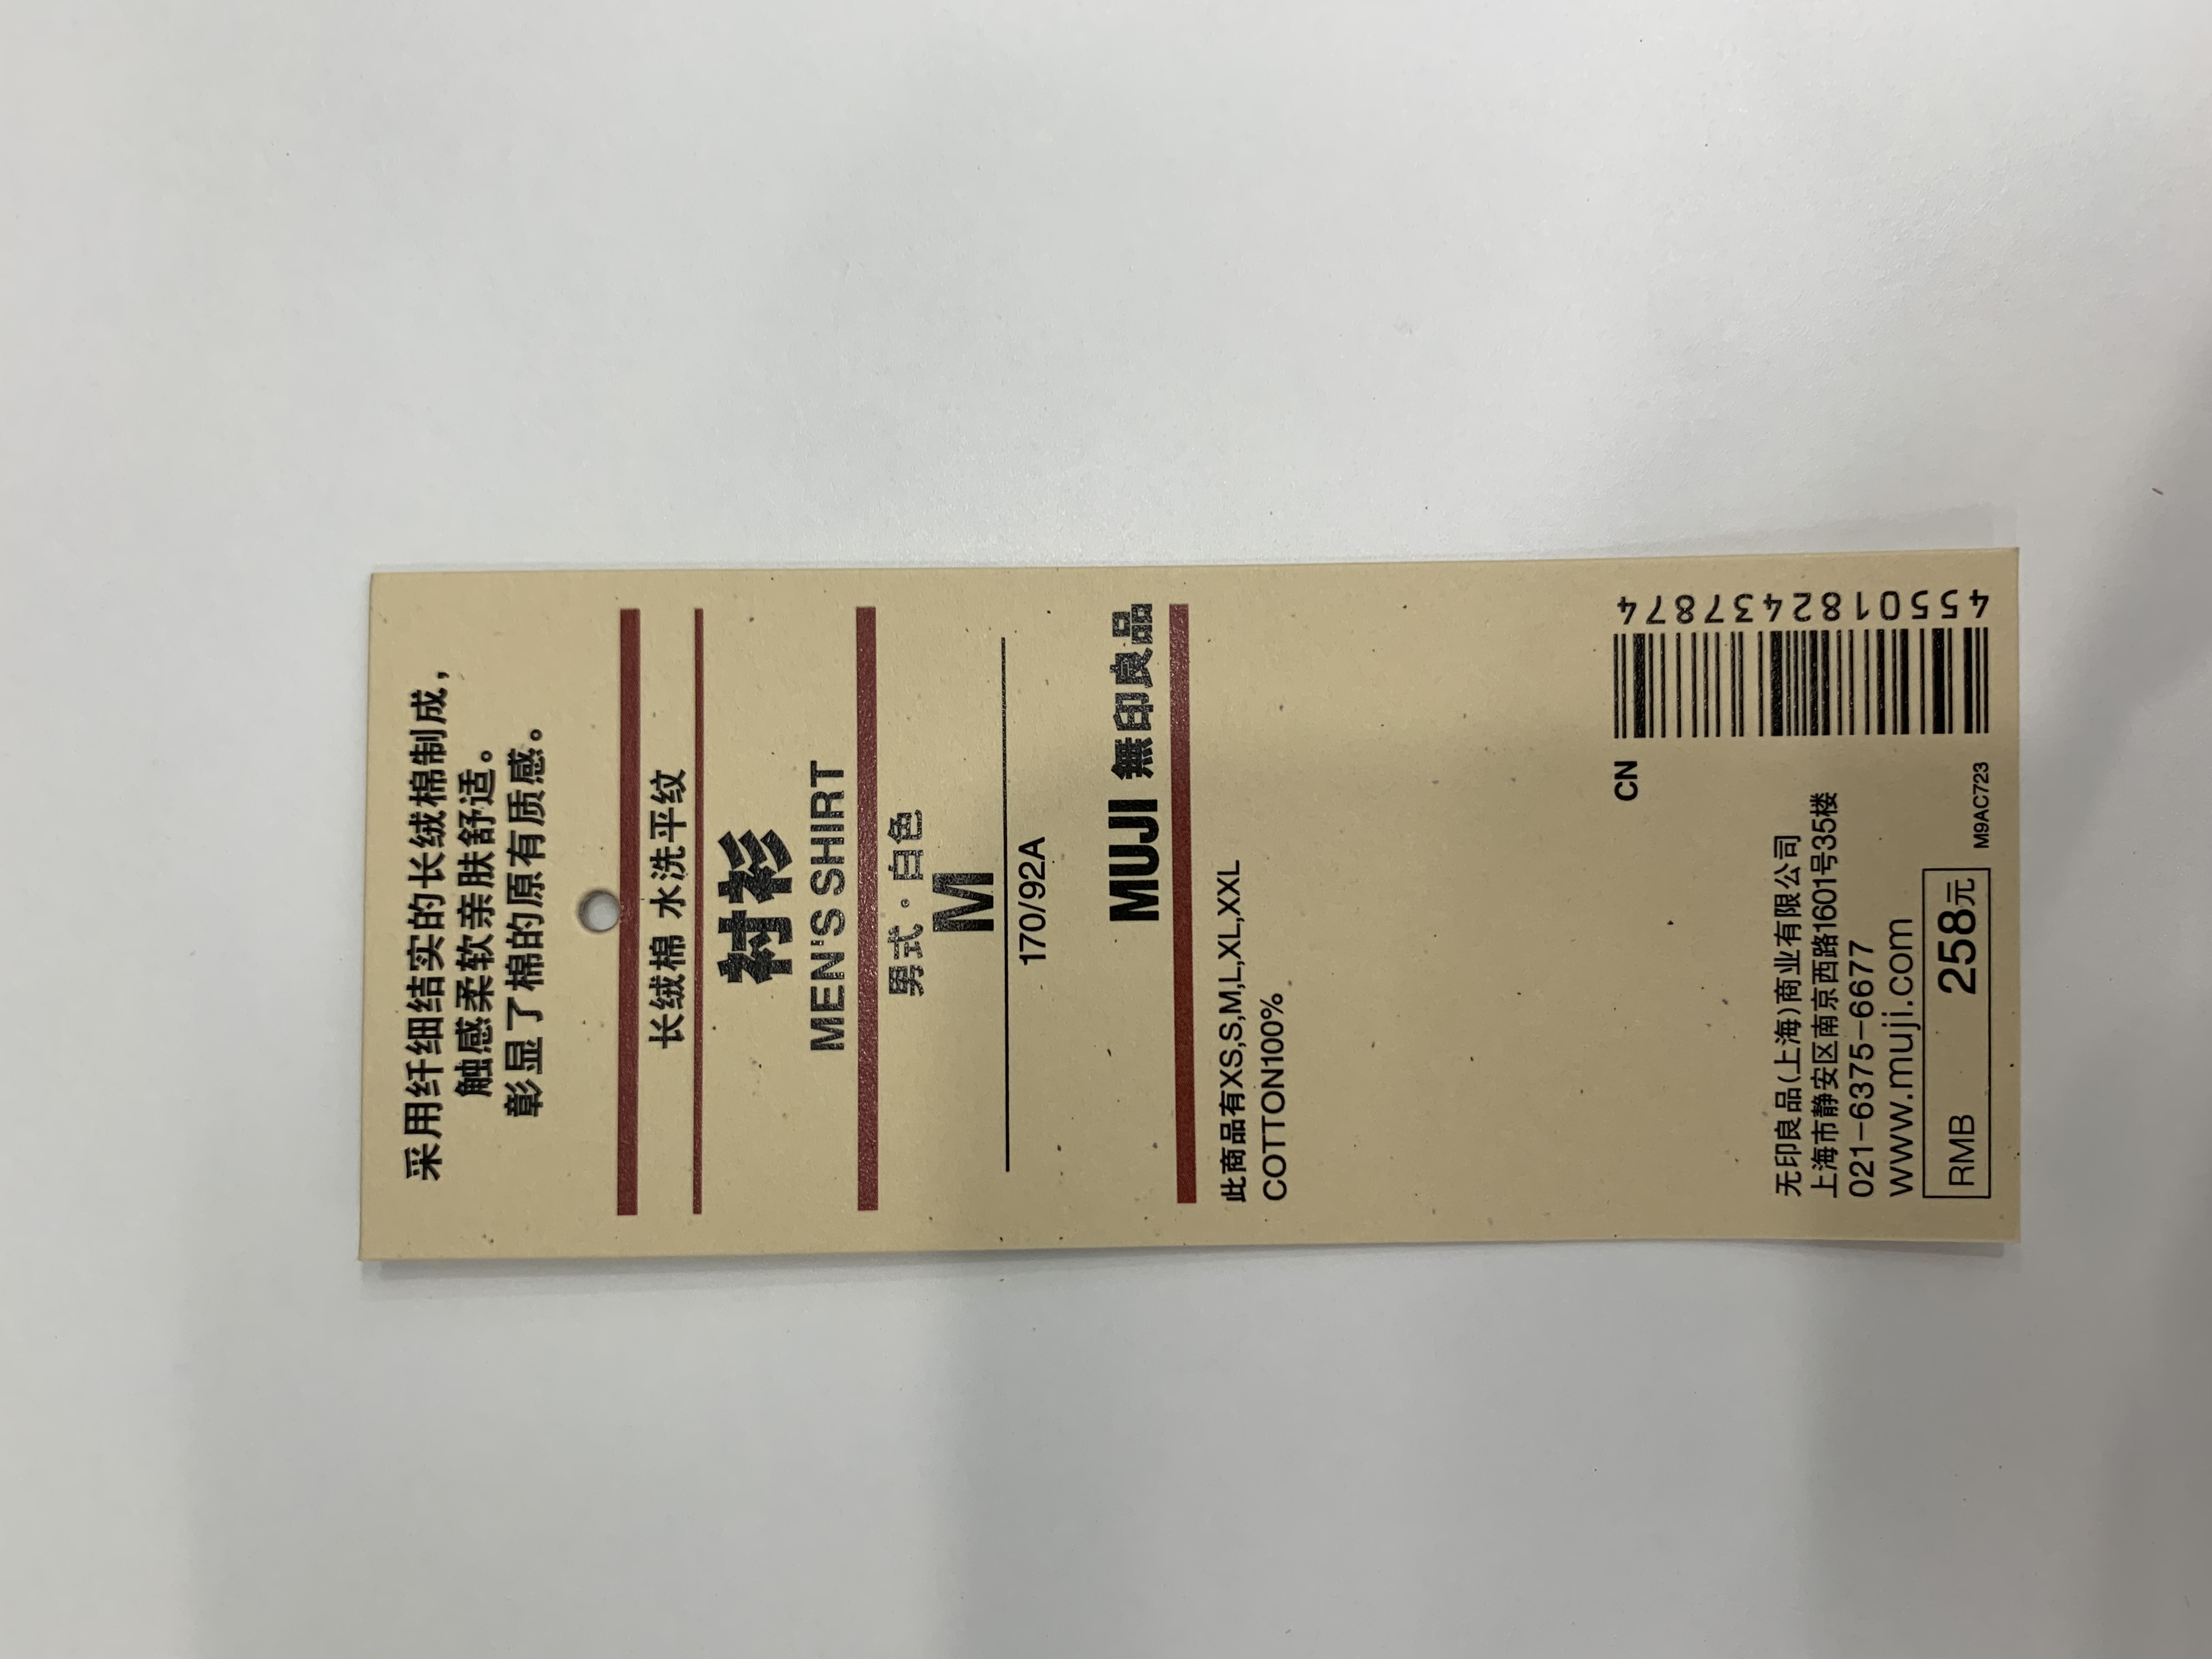 采用纤细结实的长绒棉制成，
触感柔软亲肤舒适。
彰显了棉的原有质感。
长绒棉 水洗平纹
衬衫
MEN'S SHIRT
男式·白色
M
170/92A
MUJI 無印良品
此商品有XS,S,M,L,XL,XXL
COTTON100%
CN
4550182437874
无印良品(上海)商业有限公司
上海市静安区南京西路1601号35楼
021-6375-6677
www.muji.com
RMB 258元
M9AC723